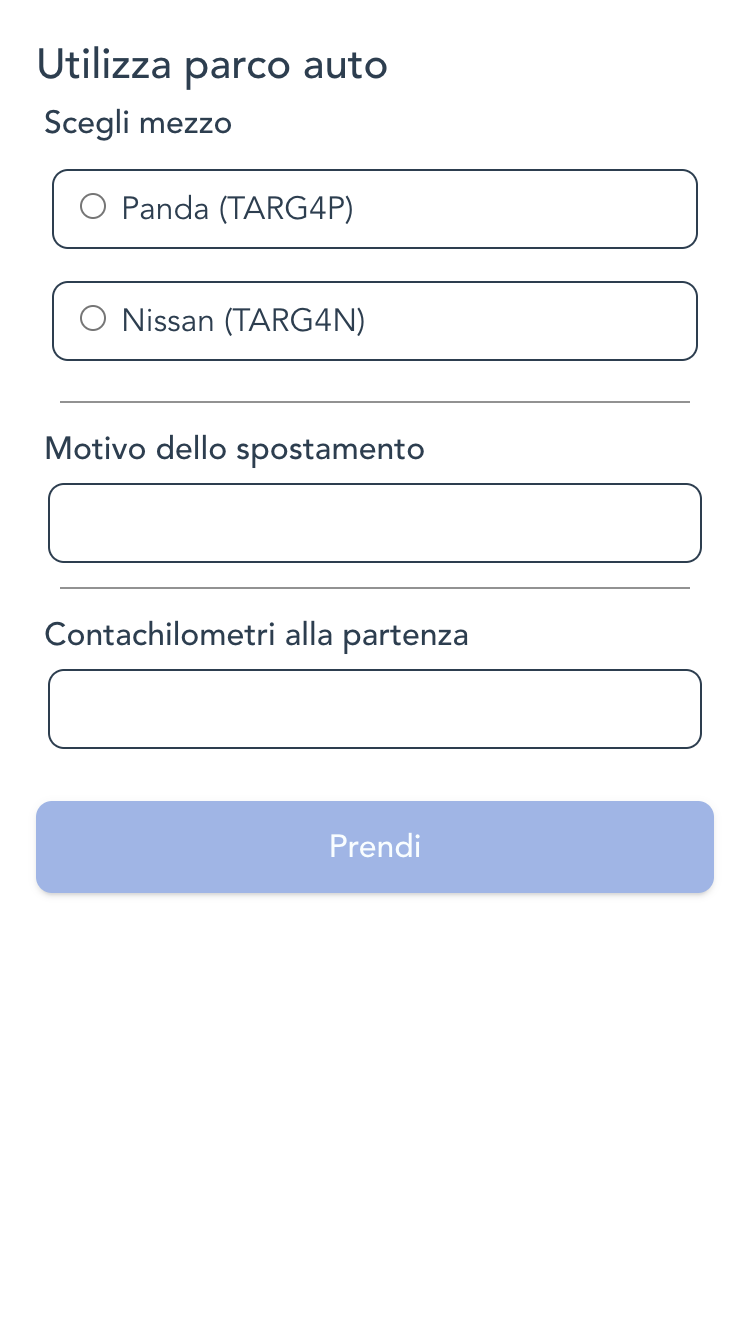 Utilizza parco auto
Scegli mezzo
Panda (TARG4P)
Nissan (TARG4N)
Motivo dello spostamento
Contachilometri alla partenza
Prendi